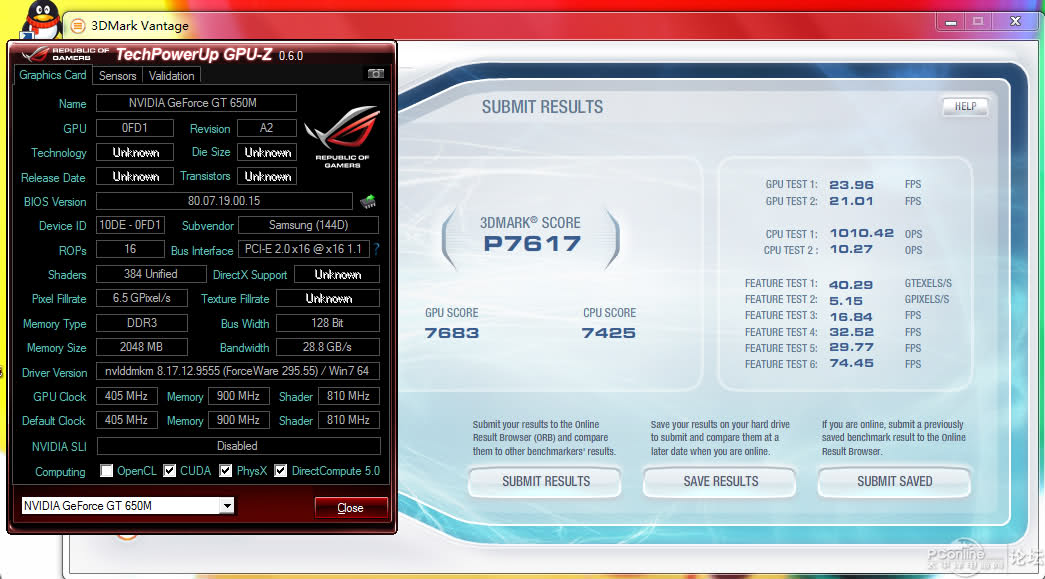 3DMark Vantage
REPUBLIC OF GAMERS TechPowerUp GPU-Z 0.6.0
Graphics Card Sensors Validation
Name NVIDIA GeForce GT 650M
GPU 0FD1 Revision A2
Technology Unknown Die Size Unknown
REPUBLIC OF GAMERS
Release Date Unknown Transistors Unknown
BIOS Version 80.07.19.00.15
Device ID 10DE - 0FD1 Subvendor Samsung (144D)
ROPs 16 Bus Interface PCI-E 2.0 x16 @ x16 1.1 ?
Shaders 384 Unified DirectX Support Unknown
Pixel Fillrate 6.5 GPixel/s Texture Fillrate Unknown
Memory Type DDR3 Bus Width 128 Bit
Memory Size 2048 MB Bandwidth 28.8 GB/s
Driver Version nvlddmkm 8.17.12.9555 (ForceWare 295.55) / Win7 64
GPU Clock 405 MHz Memory 900 MHz Shader 810 MHz
Default Clock 405 MHz Memory 900 MHz Shader 810 MHz
NVIDIA SLI Disabled
Computing OpenCL CUDA PhysX DirectCompute 5.0
NVIDIA GeForce GT 650M Close
SUBMIT RESULTS HELP
3DMARK® SCORE
P7617
GPU SCORE CPU SCORE
7683 7425
GPU TEST 1: 23.96 FPS
GPU TEST 2: 21.01 FPS
CPU TEST 1: 1010.42 OPS
CPU TEST 2 : 10.27 OPS
FEATURE TEST 1: 40.29 GTEXELS/S
FEATURE TEST 2: 5.15 GPIXELS/S
FEATURE TEST 3: 16.84 FPS
FEATURE TEST 4: 32.52 FPS
FEATURE TEST 5: 29.77 FPS
FEATURE TEST 6: 74.45 FPS
Submit your results to the Online
Result Browser (ORB) and compare
them to other benchmarkers' results.
SUBMIT RESULTS
Save your results on your hard drive
to submit and compare them at a
later date when you are online.
SAVE RESULTS
If you are online, submit a previously
saved benchmark result to the Online
Result Browser.
SUBMIT SAVED
PConline 论坛
太平洋电脑网